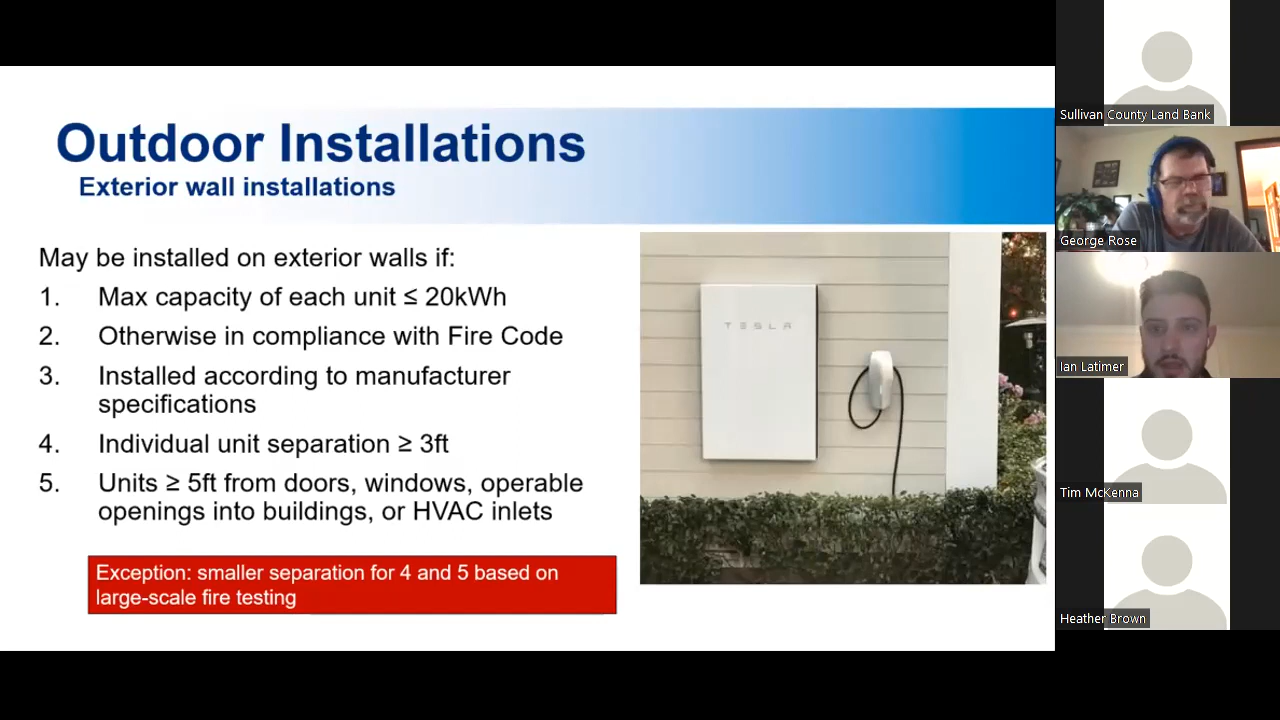 Outdoor Installations
Exterior wall installations
May be installed on exterior walls if:
1. Max capacity of each unit ≤ 20kWh
2. Otherwise in compliance with Fire Code
3. Installed according to manufacturer
specifications
4. Individual unit separation ≥ 3ft
5. Units ≥ 5ft from doors, windows, operable
openings into buildings, or HVAC inlets
Exception: smaller separation for 4 and 5 based on
large-scale fire testing
TESLA
Sullivan County Land Bank
George Rose
Ian Latimer
Tim McKenna
Heather Brown